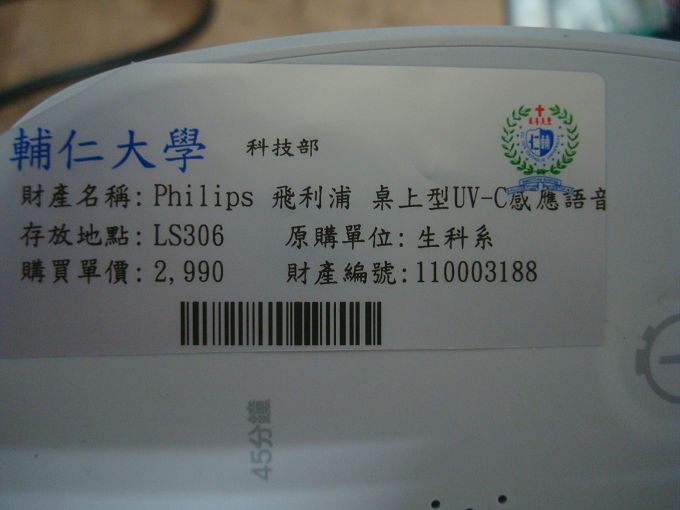 輔仁大學 科技部
財產名稱: Philips 飛利浦 桌上型UV-C感應語音
存放地點: LS306 原購單位: 生科系
購買單價: 2,990 財產編號:110003188
45分鐘